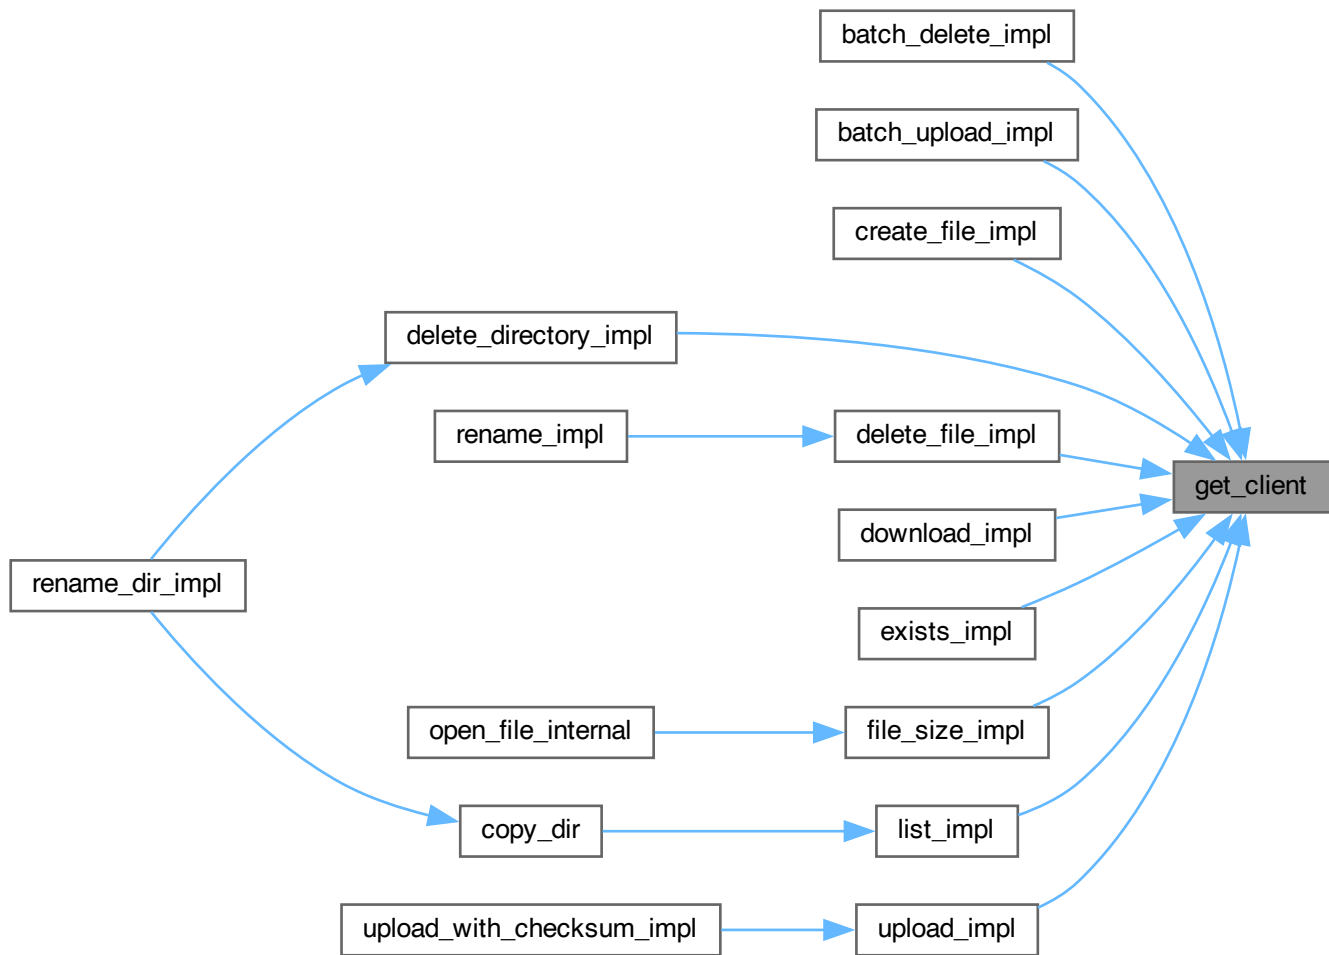 batch_delete_impl
batch_upload_impl
create_file_impl
delete_directory_impl
rename_impl
delete_file_impl
get_client
download_impl
rename_dir_impl
exists_impl
open_file_internal
file_size_impl
copy_dir
list_impl
upload_with_checksum_impl
upload_impl